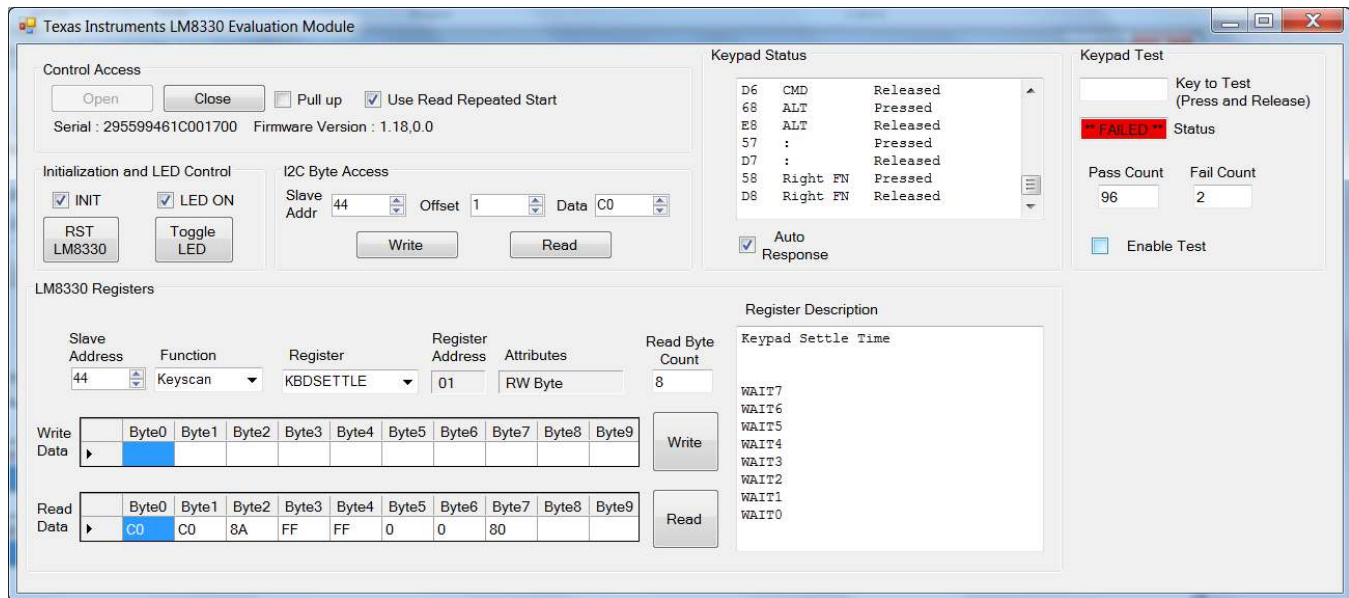 Texas Instruments LM8330 Evaluation Module
Control Access
Open Close Pull up Use Read Repeated Start
Serial : 295599461C001700 Firmware Version : 1.18,0.0
Initialization and LED Control
INIT LED ON
RST LM8330
Toggle LED
I2C Byte Access
Slave Addr 44 Offset 1 Data C0
Write Read
Keypad Status
D6 CMD Released
68 ALT Pressed
E8 ALT Released
57 : Pressed
D7 : Released
58 Right FN Pressed
D8 Right FN Released
Auto
Response
Keypad Test
Key to Test
(Press and Release)
** FAILED ** Status
Pass Count Fail Count
96 2
Enable Test
LM8330 Registers
Slave Address Function Register Register Address Attributes Read Byte Count
44 Keyscan KBDSETTLE 01 RW Byte 8
Write Data
Byte0 Byte1 Byte2 Byte3 Byte4 Byte5 Byte6 Byte7 Byte8 Byte9
Write
Read Data
Byte0 Byte1 Byte2 Byte3 Byte4 Byte5 Byte6 Byte7 Byte8 Byte9
C0 C0 8A FF FF 0 0 80
Read
Register Description
Keypad Settle Time
WAIT7
WAIT6
WAIT5
WAIT4
WAIT3
WAIT2
WAIT1
WAIT0